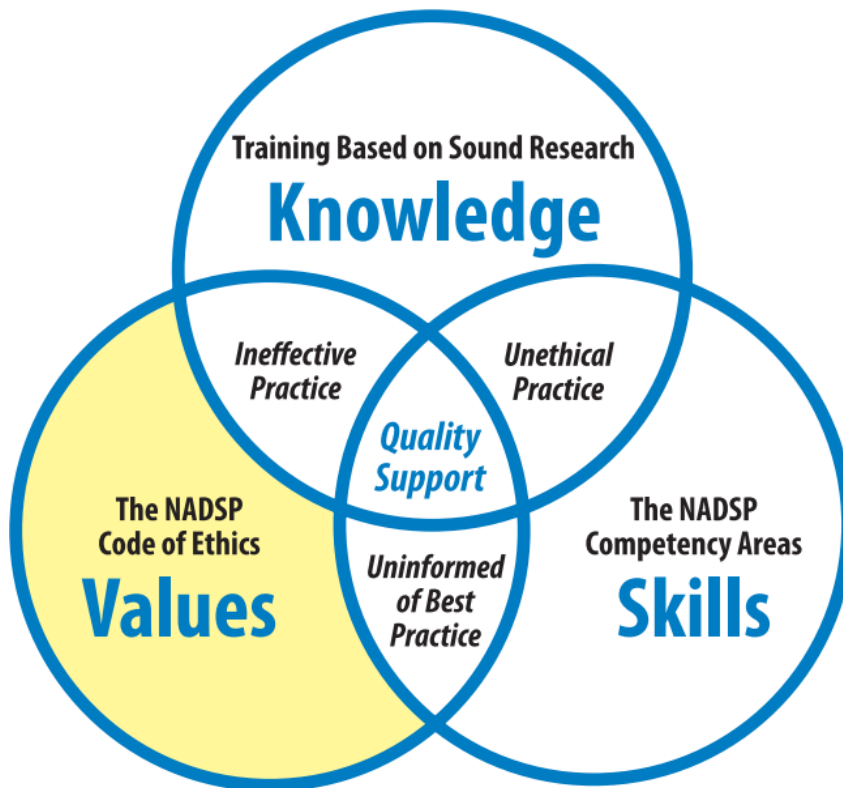 Training Based on Sound Research
Knowledge
Ineffective
Practice
Unethical
Practice
Quality
Support
The NADSP
Code of Ethics
Values
Uninformed
of Best
Practice
The NADSP
Competency Areas
Skills